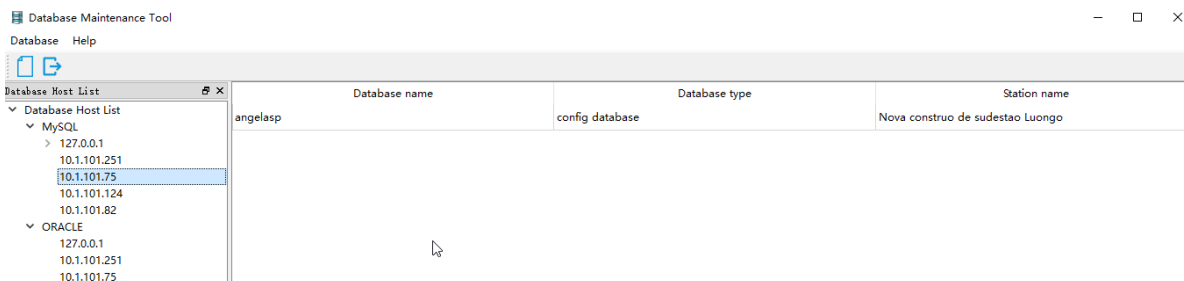 Database Maintenance Tool
Database Help
Database Host List
Database name Database type Station name
Database Host List
angelasp config database Nova construo de sudestao Luongo
MySQL
127.0.0.1
10.1.101.251
10.1.101.75
10.1.101.124
10.1.101.82
ORACLE
127.0.0.1
10.1.101.251
10.1.101.75